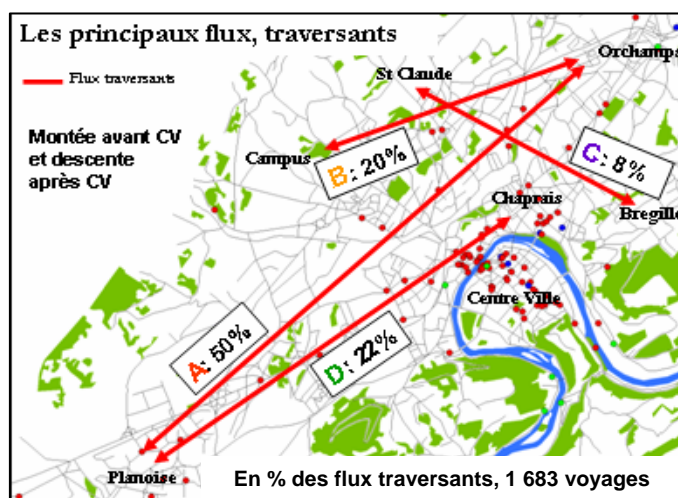 Les principaux flux, traversants
Orchamps
St Claude
Flux traversants
Montée avant CV
et descente
après CV
Campus
B: 20%
C: 8%
Chaprais
Bregille
Centre Ville
A: 50%
D: 22%
Planoise
En % des flux traversants, 1 683 voyages